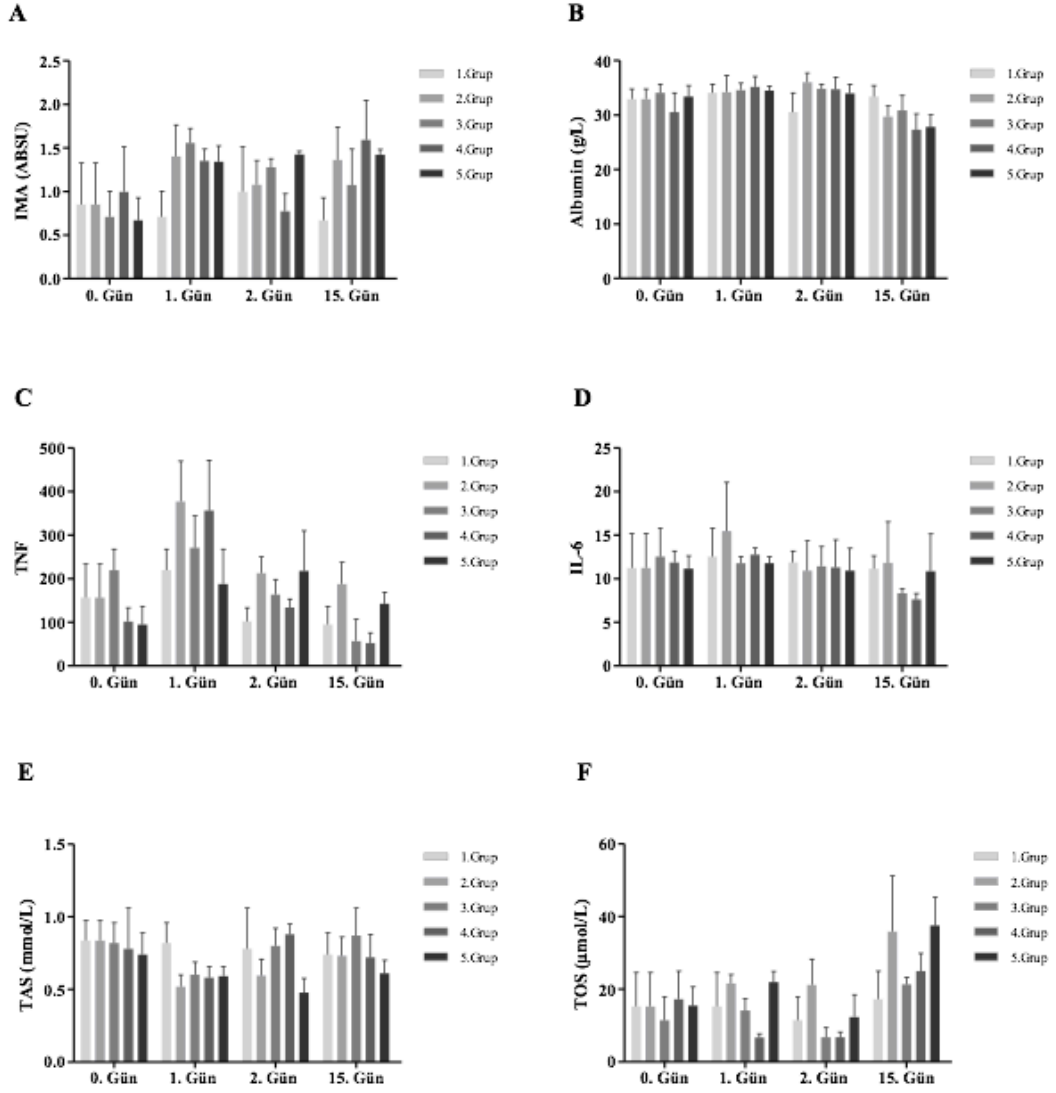 A
IMA (ABSU)
2.5
2.0
1.5
1.0
0.5
0.0
0. Gün 1. Gün 2. Gün 15. Gün
1.Grup
2.Grup
3.Grup
4.Grup
5.Grup
B
Albumin (g/L)
40
30
20
10
0
0. Gün 1. Gün 2. Gün 15. Gün
1.Grup
2.Grup
3.Grup
4.Grup
5.Grup
C
TNF
500
400
300
200
100
0
0. Gün 1. Gün 2. Gün 15. Gün
1.Grup
2.Grup
3.Grup
4.Grup
5.Grup
D
IL-6
25
20
15
10
5
0
0. Gün 1. Gün 2. Gün 15. Gün
1.Grup
2.Grup
3.Grup
4.Grup
5.Grup
E
TAS (mmol/L)
1.5
1.0
0.5
0.0
0. Gün 1. Gün 2. Gün 15. Gün
1.Grup
2.Grup
3.Grup
4.Grup
5.Grup
F
TOS (µmol/L)
60
40
20
0
0. Gün 1. Gün 2. Gün 15. Gün
1.Grup
2.Grup
3.Grup
4.Grup
5.Grup